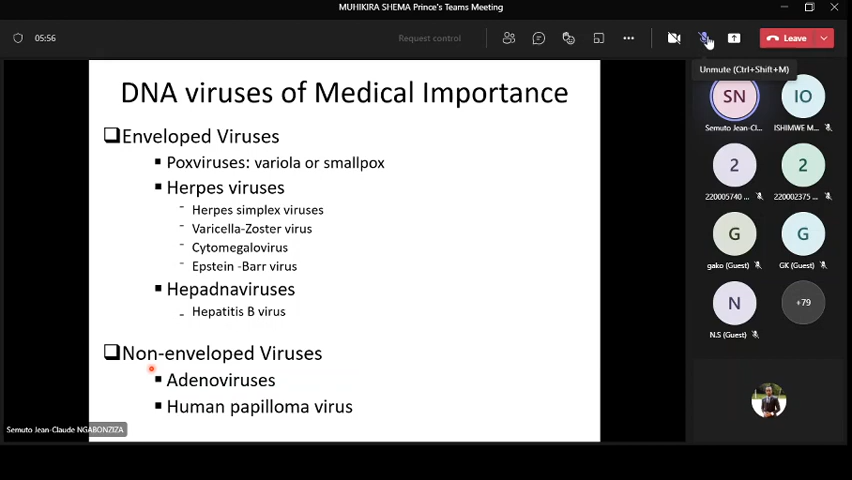 MUHIKIRA SHEMA Prince's Teams Meeting
05:56
Request control
Leave
Unmute (Ctrl+Shift+M)
DNA viruses of Medical Importance
Enveloped Viruses
Poxviruses: variola or smallpox
Herpes viruses
Herpes simplex viruses
Varicella-Zoster virus
Cytomegalovirus
Epstein -Barr virus
Hepadnaviruses
Hepatitis B virus
Non-enveloped Viruses
Adenoviruses
Human papilloma virus
Semuto Jean-Claude NGABONZIZA
SN
IO
Semuto Jean-Cl...
ISHIMWE M...
2
2
220005740 ...
220002375 ...
G
G
gako (Guest)
GK (Guest)
N
+79
N.S (Guest)